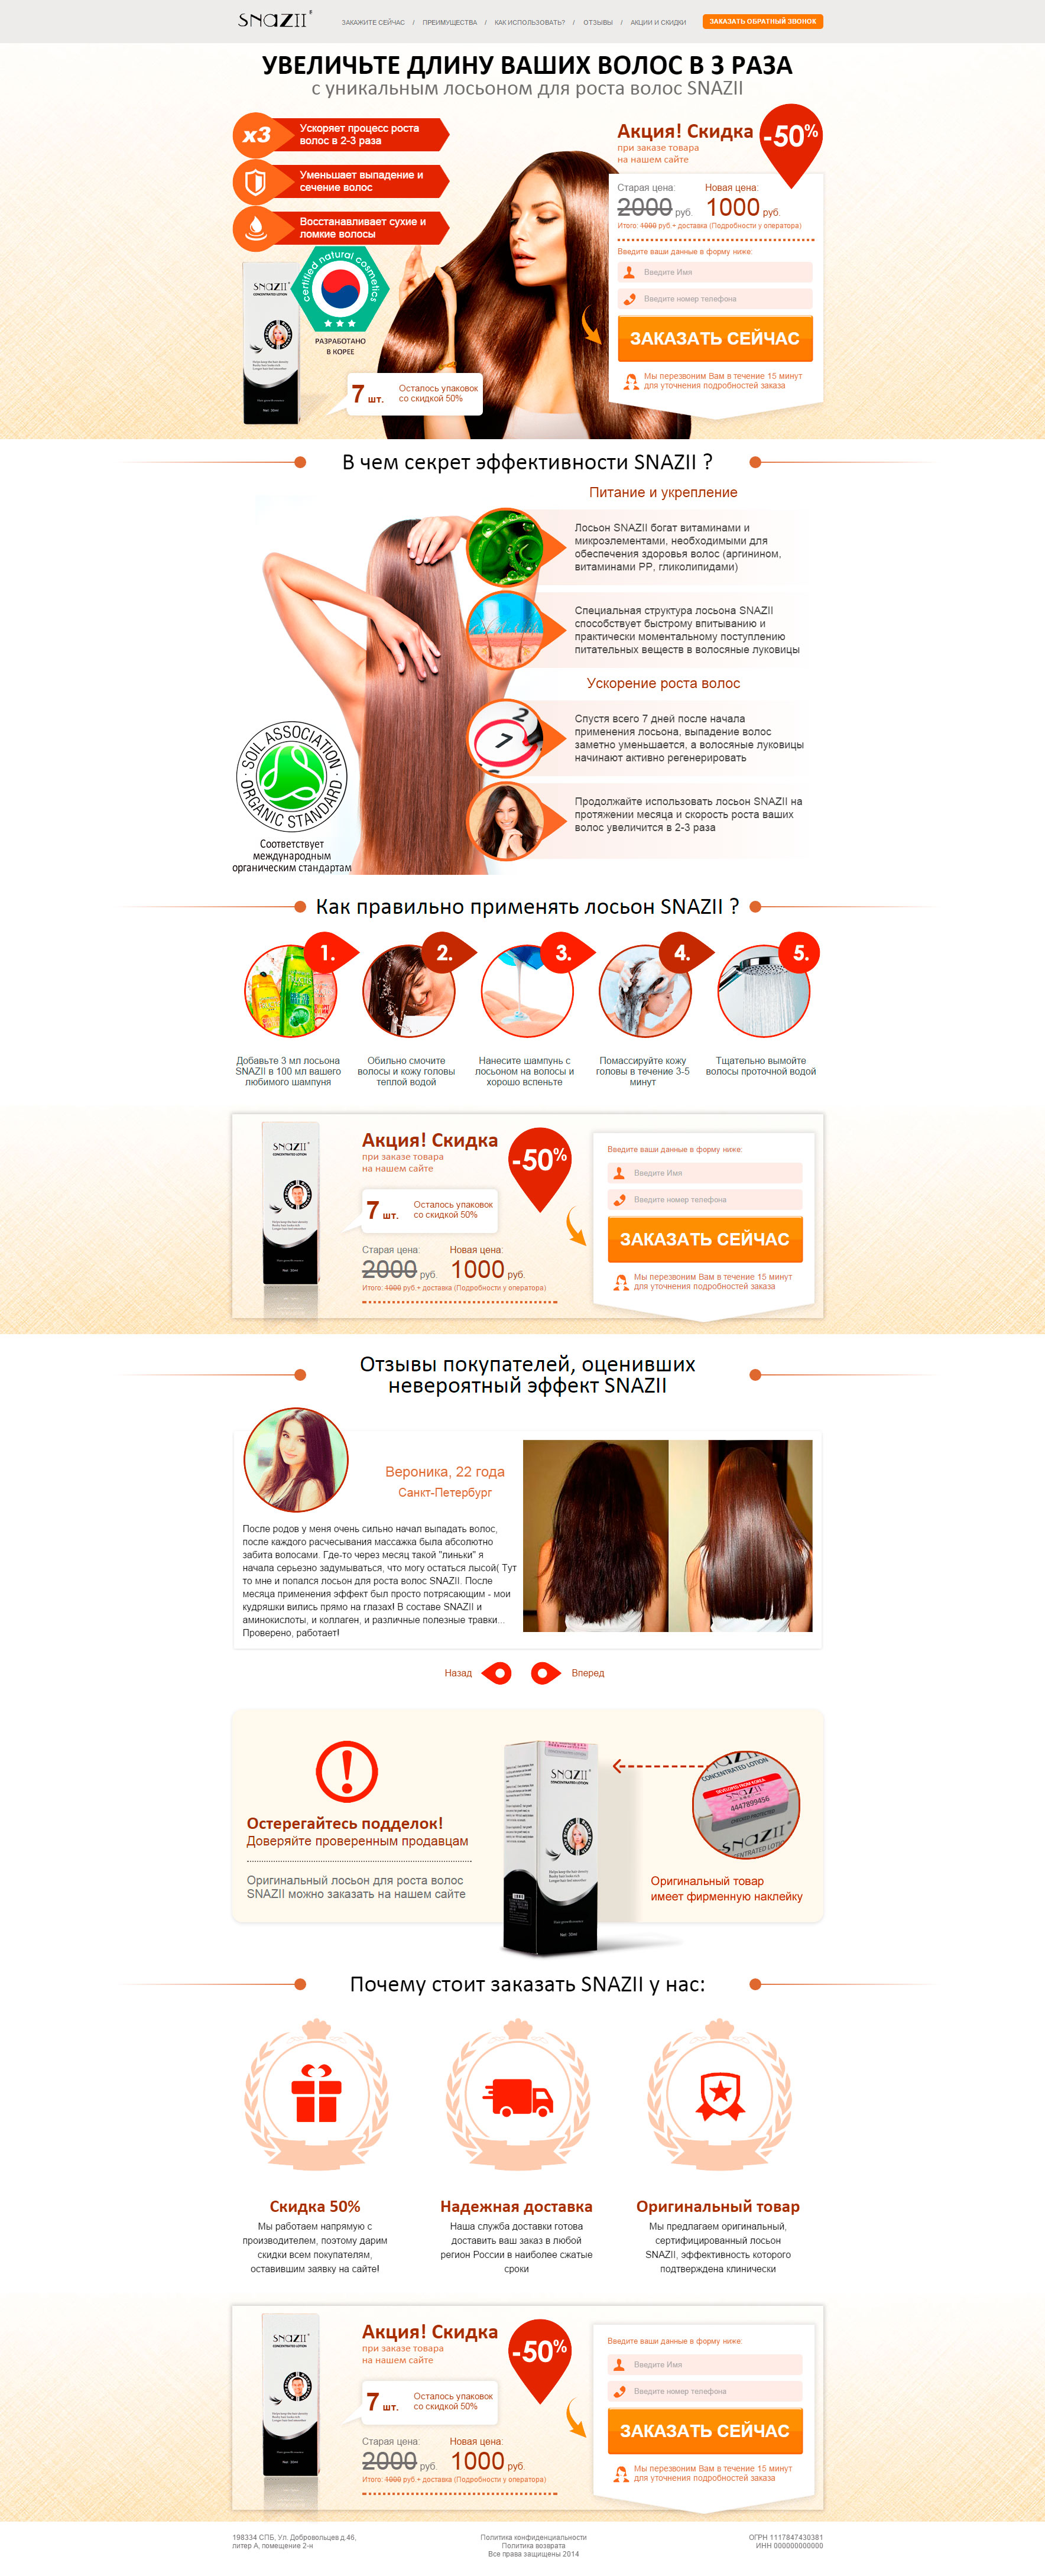 SNAZII®
ЗАКАЖИТЕ СЕЙЧАС / ПРЕИМУЩЕСТВА / КАК ИСПОЛЬЗОВАТЬ? / ОТЗЫВЫ / АКЦИИ И СКИДКИ
ЗАКАЗАТЬ ОБРАТНЫЙ ЗВОНОК
УВЕЛИЧЬТЕ ДЛИНУ ВАШИХ ВОЛОС В 3 РАЗА
с уникальным лосьоном для роста волос SNAZII
x3
Ускоряет процесс роста
волос в 2-3 раза
Уменьшает выпадение и
сечение волос
Восстанавливает сухие и
ломкие волосы
certified natural cosmetics
РАЗРАБОТАНО
В КОРЕЕ
SNAZII
CONCENTRATED LOTION
7 шт.
Осталось упаковок
со скидкой 50%
Акция! Скидка
при заказе товара
на нашем сайте
-50%
Старая цена:
2000 руб.
Новая цена:
1000 руб.
Итого: 1000 руб.+ доставка (Подробности у оператора)
Введите ваши данные в форму ниже:
Введите Имя
Введите номер телефона
ЗАКАЗАТЬ СЕЙЧАС
Мы перезвоним Вам в течение 15 минут
для уточнения подробностей заказа
В чем секрет эффективности SNAZII ?
Питание и укрепление
Лосьон SNAZII богат витаминами и
микроэлементами, необходимыми для
обеспечения здоровья волос (аргинином,
витаминами PP, гликолипидами)
Специальная структура лосьона SNAZII
способствует быстрому впитыванию и
практически моментальному поступлению
питательных веществ в волосяные луковицы
Ускорение роста волос
2
7
Спустя всего 7 дней после начала
применения лосьона, выпадение волос
заметно уменьшается, а волосяные луковицы
начинают активно регенерировать
Продолжайте использовать лосьон SNAZII на
протяжении месяца и скорость роста ваших
волос увеличится в 2-3 раза
SOIL ASSOCIATION
ORGANIC STANDARD
Соответствует
международным
органическим стандартам
Как правильно применять лосьон SNAZII ?
1.
2.
3.
4.
5.
Добавьте 3 мл лосьона
SNAZII в 100 мл вашего
любимого шампуня
Обильно смочите
волосы и кожу головы
теплой водой
Нанесите шампунь с
лосьоном на волосы и
хорошо вспеньте
Помассируйте кожу
головы в течение 3-5
минут
Тщательно вымойте
волосы проточной водой
SNAZII
CONCENTRATED LOTION
Акция! Скидка
при заказе товара
на нашем сайте
-50%
7 шт.
Осталось упаковок
со скидкой 50%
Старая цена:
2000 руб.
Новая цена:
1000 руб.
Итого: 1000 руб.+ доставка (Подробности у оператора)
Введите ваши данные в форму ниже:
Введите Имя
Введите номер телефона
ЗАКАЗАТЬ СЕЙЧАС
Мы перезвоним Вам в течение 15 минут
для уточнения подробностей заказа
Отзывы покупателей, оценивших
невероятный эффект SNAZII
Вероника, 22 года
Санкт-Петербург
После родов у меня очень сильно начал выпадать волос,
после каждого расчесывания массажка была абсолютно
забита волосами. Где-то через месяц такой "линьки" я
начала серьезно задумываться, что могу остаться лысой( Тут
то мне и попался лосьон для роста волос SNAZII. После
месяца применения эффект был просто потрясающим - мои
кудряшки вились прямо на глазах! В составе SNAZII и
аминокислоты, и коллаген, и различные полезные травки...
Проверено, работает!
Назад
Вперед
Остерегайтесь подделок!
Доверяйте проверенным продавцам
Оригинальный лосьон для роста волос
SNAZII можно заказать на нашем сайте
SNAZII
CONCENTRATED LOTION
CONCENTRATED LOTION
DEVELOPED FROM KOREA
SNAZII
4447899456
SNAZII
Оригинальный товар
имеет фирменную наклейку
Почему стоит заказать SNAZII у нас:
Скидка 50%
Мы работаем напрямую с
производителем, поэтому дарим
скидки всем покупателям,
оставившим заявку на сайте!
Надежная доставка
Наша служба доставки готова
доставить ваш заказ в любой
регион России в наиболее сжатые
сроки
Оригинальный товар
Мы предлагаем оригинальный,
сертифицированный лосьон
SNAZII, эффективность которого
подтверждена клинически
SNAZII
CONCENTRATED LOTION
Акция! Скидка
при заказе товара
на нашем сайте
-50%
7 шт.
Осталось упаковок
со скидкой 50%
Старая цена:
2000 руб.
Новая цена:
1000 руб.
Итого: 1000 руб.+ доставка (Подробности у оператора)
Введите ваши данные в форму ниже:
Введите Имя
Введите номер телефона
ЗАКАЗАТЬ СЕЙЧАС
Мы перезвоним Вам в течение 15 минут
для уточнения подробностей заказа
198334 СПБ, Ул. Добровольцев д.46,
литер А, помещение 2-н
Политика конфиденциальности
Политика возврата
Все права защищены 2014
ОГРН 1117847430381
ИНН 000000000000